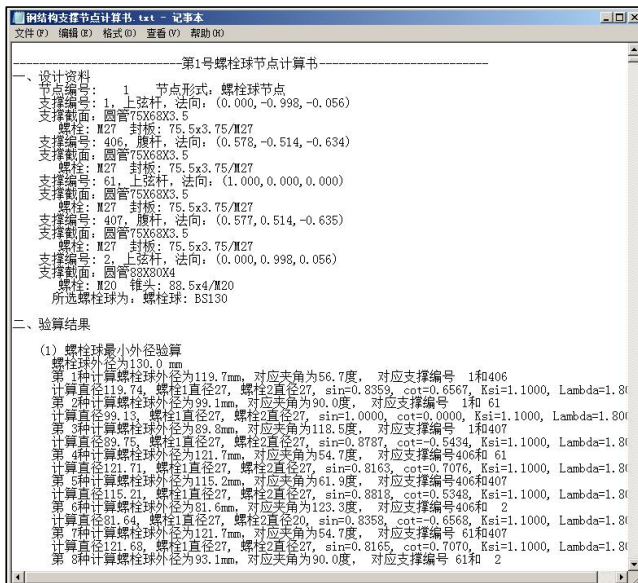 钢结构支撑节点计算书.txt - 记事本
文件(F) 编辑(E) 格式(O) 查看(V) 帮助(H)
-------------------------第1号螺栓球节点计算书-------------------------
一、设计资料
节点编号: 1 节点形式: 螺栓球节点
支撑编号: 1, 上弦杆, 法向: (0.000,-0.998,-0.056)
支撑截面: 圆管75X68X3.5
螺栓: M27 封板: 75.5x3.75/M27
支撑编号: 406, 腹杆, 法向: (0.578,-0.514,-0.634)
支撑截面: 圆管75X68X3.5
螺栓: M27 封板: 75.5x3.75/M27
支撑编号: 61, 上弦杆, 法向: (1.000,0.000,0.000)
支撑截面: 圆管75X68X3.5
螺栓: M27 封板: 75.5x3.75/M27
支撑编号: 407, 腹杆, 法向: (0.577,0.514,-0.635)
支撑截面: 圆管75X68X3.5
螺栓: M27 封板: 75.5x3.75/M27
支撑编号: 2, 上弦杆, 法向: (0.000,0.998,0.056)
支撑截面: 圆管88X80X4
螺栓: M20 锥头: 88.5x4/M20
所选螺栓球为: 螺栓球: BS130
二、验算结果
(1) 螺栓球最小外径验算
螺栓球外径为130.0 mm
第 1种计算螺栓球外径为119.7mm, 对应夹角为56.7度, 对应支撑编号 1和406
计算直径119.74, 螺栓1直径27, 螺栓2直径27, sin=0.8359, cot=0.6567, Ksi=1.1000, Lambda=1.80
第 2种计算螺栓球外径为99.1mm, 对应夹角为90.0度, 对应支撑编号 1和 61
计算直径99.13, 螺栓1直径27, 螺栓2直径27, sin=1.0000, cot=0.0000, Ksi=1.1000, Lambda=1.800
第 3种计算螺栓球外径为89.8mm, 对应夹角为118.5度, 对应支撑编号 1和407
计算直径89.75, 螺栓1直径27, 螺栓2直径27, sin=0.8787, cot=-0.5434, Ksi=1.1000, Lambda=1.80
第 4种计算螺栓球外径为121.7mm, 对应夹角为54.7度, 对应支撑编号406和 61
计算直径121.71, 螺栓1直径27, 螺栓2直径27, sin=0.8163, cot=0.7076, Ksi=1.1000, Lambda=1.80
第 5种计算螺栓球外径为115.2mm, 对应夹角为61.9度, 对应支撑编号406和407
计算直径115.21, 螺栓1直径27, 螺栓2直径27, sin=0.8818, cot=0.5348, Ksi=1.1000, Lambda=1.80
第 6种计算螺栓球外径为81.6mm, 对应夹角为123.3度, 对应支撑编号406和 2
计算直径81.64, 螺栓1直径27, 螺栓2直径20, sin=0.8358, cot=-0.6568, Ksi=1.1000, Lambda=1.80
第 7种计算螺栓球外径为121.7mm, 对应夹角为54.7度, 对应支撑编号 61和407
计算直径121.68, 螺栓1直径27, 螺栓2直径27, sin=0.8165, cot=0.7070, Ksi=1.1000, Lambda=1.80
第 8种计算螺栓球外径为93.1mm, 对应夹角为90.0度, 对应支撑编号 61和 2